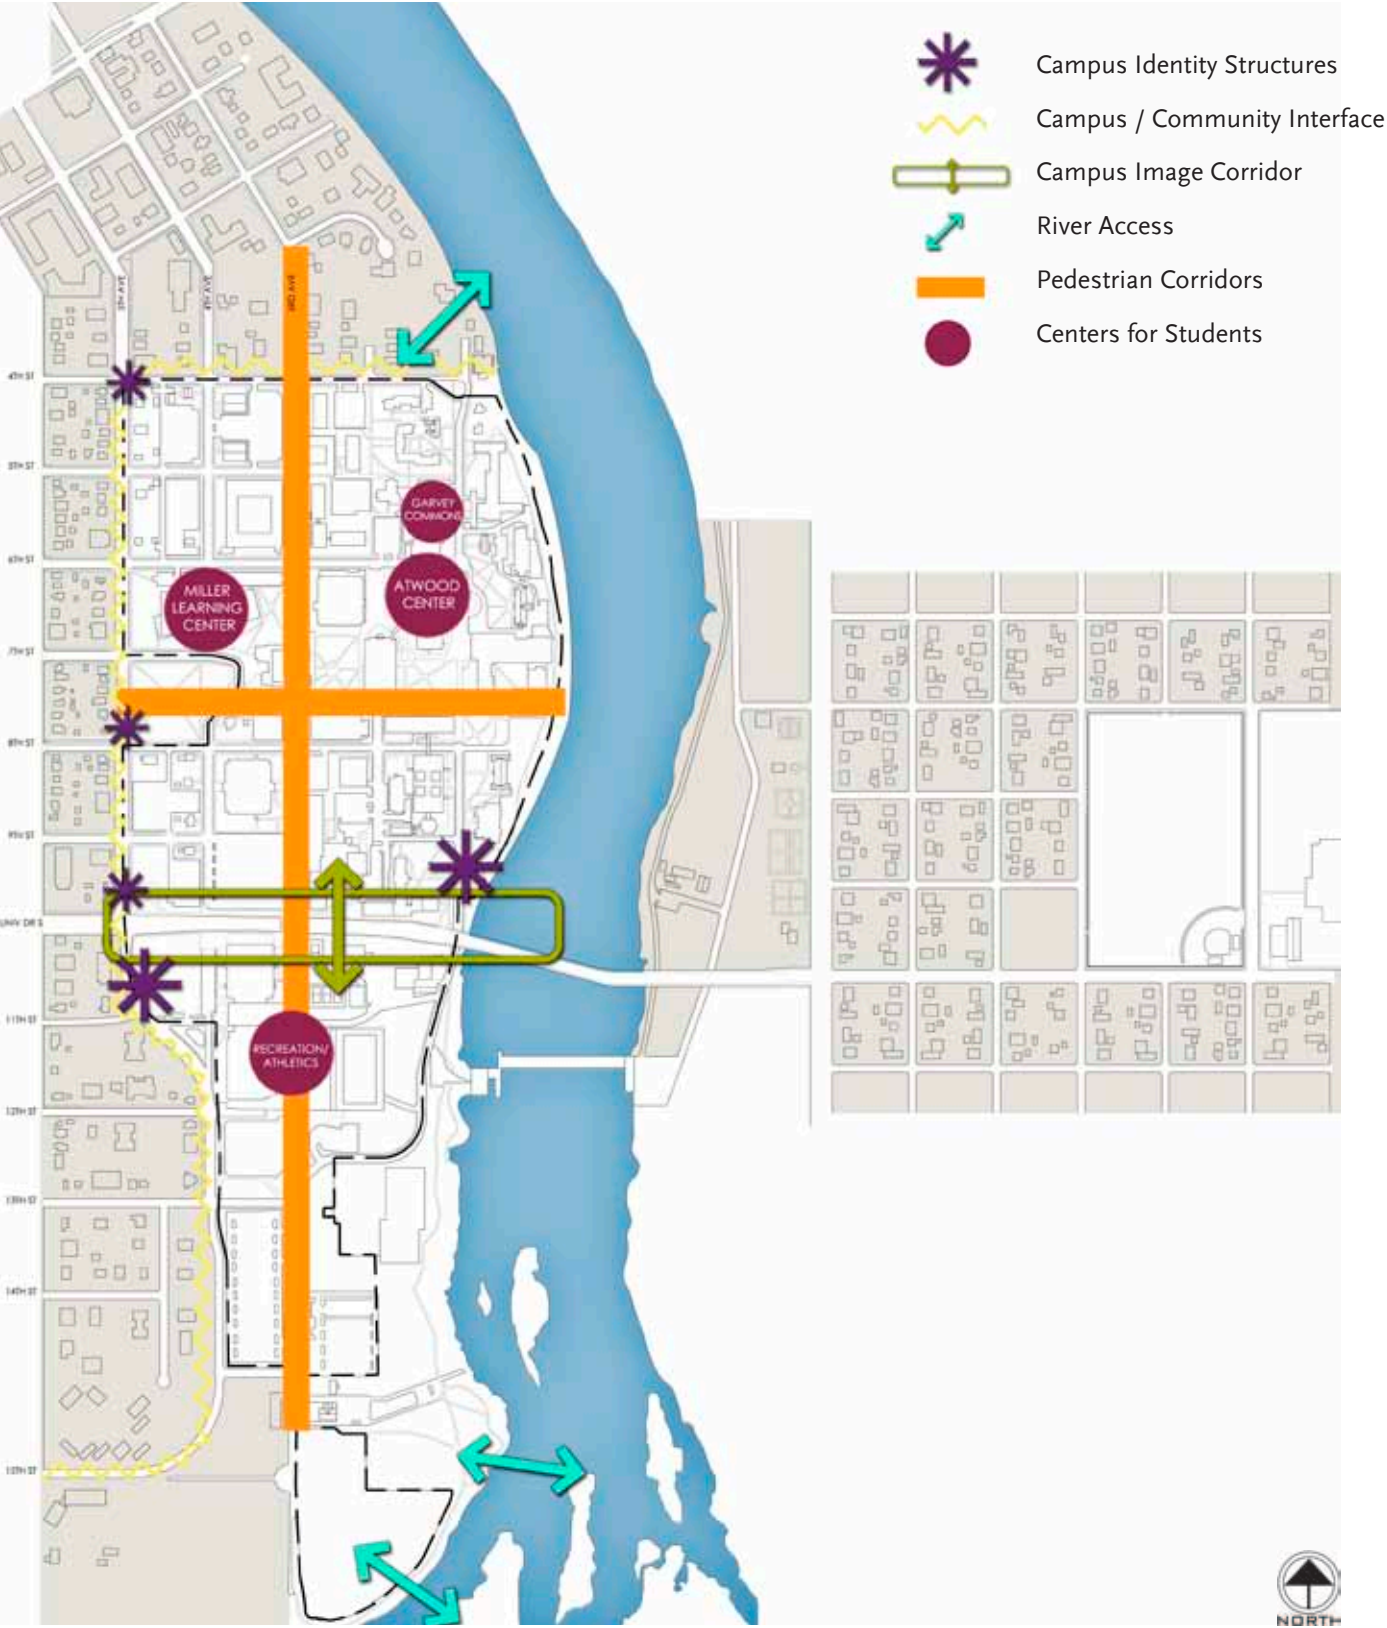 Campus Identity Structures
Campus / Community Interface
Campus Image Corridor
River Access
Pedestrian Corridors
Centers for Students
4TH ST
5TH ST
GARVEY
COMMONS
6TH ST
MILLER
LEARNING
CENTER
ATWOOD
CENTER
7TH ST
8TH ST
9TH ST
UNIV DR S
11TH ST
RECREATION/
ATHLETICS
12TH ST
13TH ST
14TH ST
15TH ST
NORTH